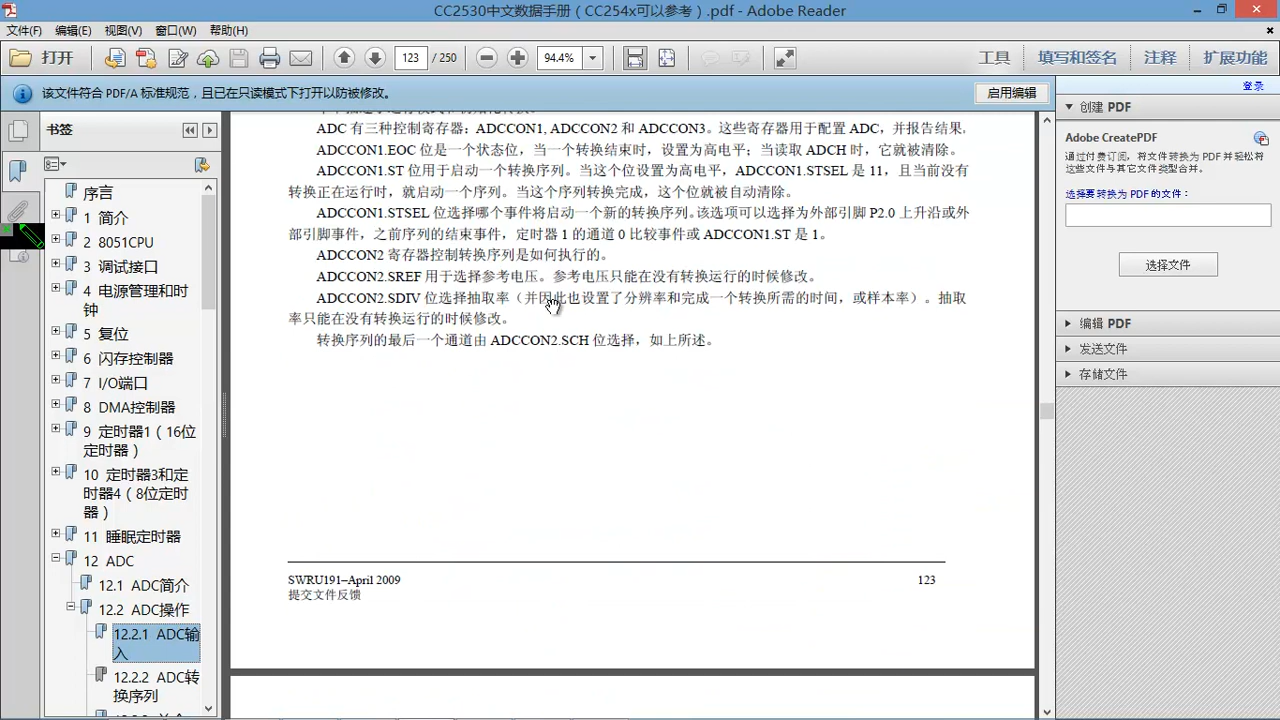 CC2530中文数据手册（CC254x可以参考）.pdf - Adobe Reader
文件(F) 编辑(E) 视图(V) 窗口(W) 帮助(H)
打开 123 / 250 94.4% 工具 填写和签名 注释 扩展功能
该文件符合 PDF/A 标准规范，且已在只读模式下打开以防被修改。 启用编辑
登录
书签
序言
1 简介
2 8051CPU
3 调试接口
4 电源管理和时
钟
5 复位
6 闪存控制器
7 I/O端口
8 DMA控制器
9 定时器1（16位
定时器）
10 定时器3和定
时器4（8位定时
器）
11 睡眠定时器
12 ADC
12.1 ADC简介
12.2 ADC操作
12.2.1 ADC输
入
12.2.2 ADC转
换序列
ADC 有三种控制寄存器：ADCCON1, ADCCON2 和 ADCCON3。这些寄存器用于配置 ADC，并报告结果。
ADCCON1.EOC 位是一个状态位，当一个转换结束时，设置为高电平；当读取 ADCH 时，它就被清除。
ADCCON1.ST 位用于启动一个转换序列。当这个位设置为高电平，ADCCON1.STSEL 是 11，且当前没有
转换正在运行时，就启动一个序列。当这个序列转换完成，这个位就被自动清除。
ADCCON1.STSEL 位选择哪个事件将启动一个新的转换序列。该选项可以选择为外部引脚 P2.0 上升沿或外
部引脚事件，之前序列的结束事件，定时器 1 的通道 0 比较事件或 ADCCON1.ST 是 1。
ADCCON2 寄存器控制转换序列是如何执行的。
ADCCON2.SREF 用于选择参考电压。参考电压只能在没有转换运行的时候修改。
ADCCON2.SDIV 位选择抽取率（并因此也设置了分辨率和完成一个转换所需的时间，或样本率）。抽取
率只能在没有转换运行的时候修改。
转换序列的最后一个通道由 ADCCON2.SCH 位选择，如上所述。
SWRU191–April 2009 123
提交文件反馈
创建 PDF
Adobe CreatePDF
通过付费订阅，将文件转换为 PDF 并轻松将
这些文件与其它文件类型合并。
选择要转换为 PDF 的文件：
选择文件
编辑 PDF
发送文件
存储文件